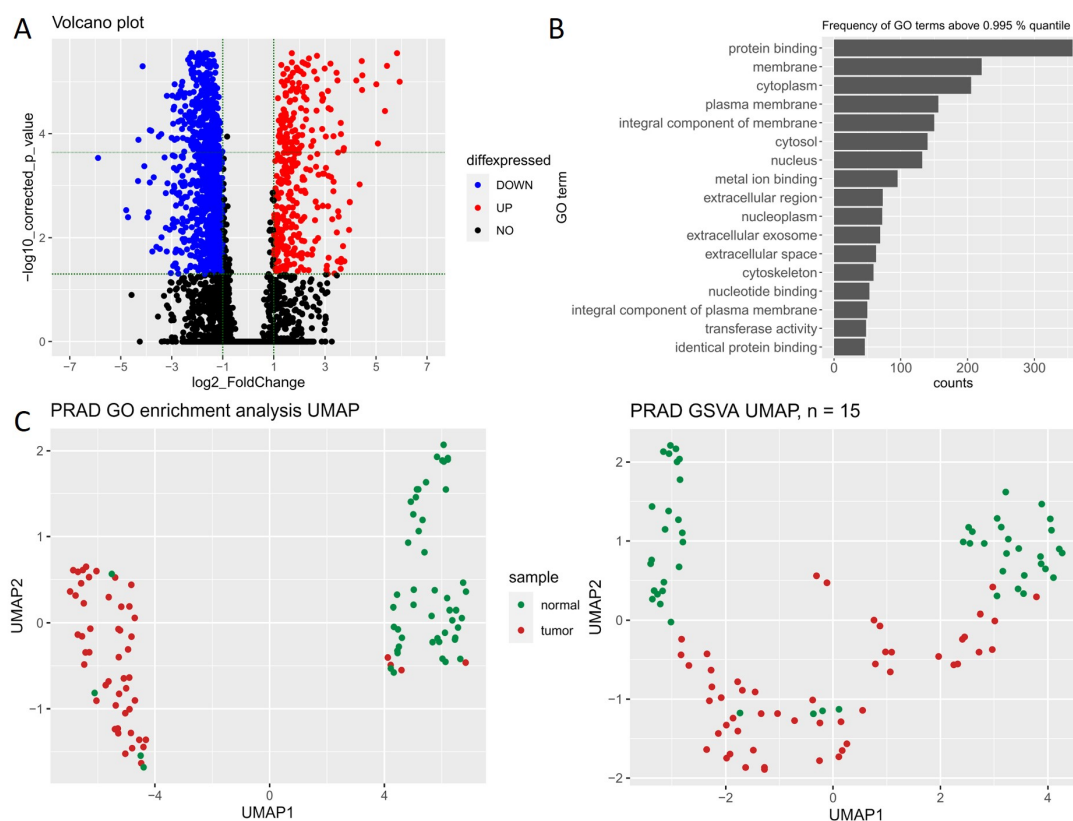 A
Volcano plot
4
2
0
−log10_corrected_p_value
−7 −5 −3 −1 1 3 5 7
log2_FoldChange
diffexpressed
DOWN
UP
NO
B
Frequency of GO terms above 0.995 % quantile
GO term
protein binding
membrane
cytoplasm
plasma membrane
integral component of membrane
cytosol
nucleus
metal ion binding
extracellular region
nucleoplasm
extracellular exosome
extracellular space
cytoskeleton
nucleotide binding
integral component of plasma membrane
transferase activity
identical protein binding
0 100 200 300
counts
C
PRAD GO enrichment analysis UMAP
UMAP2
2
1
0
−1
−4 0 4
UMAP1
sample
normal
tumor
PRAD GSVA UMAP, n = 15
UMAP2
2
1
0
−1
−2
−2 0 2 4
UMAP1